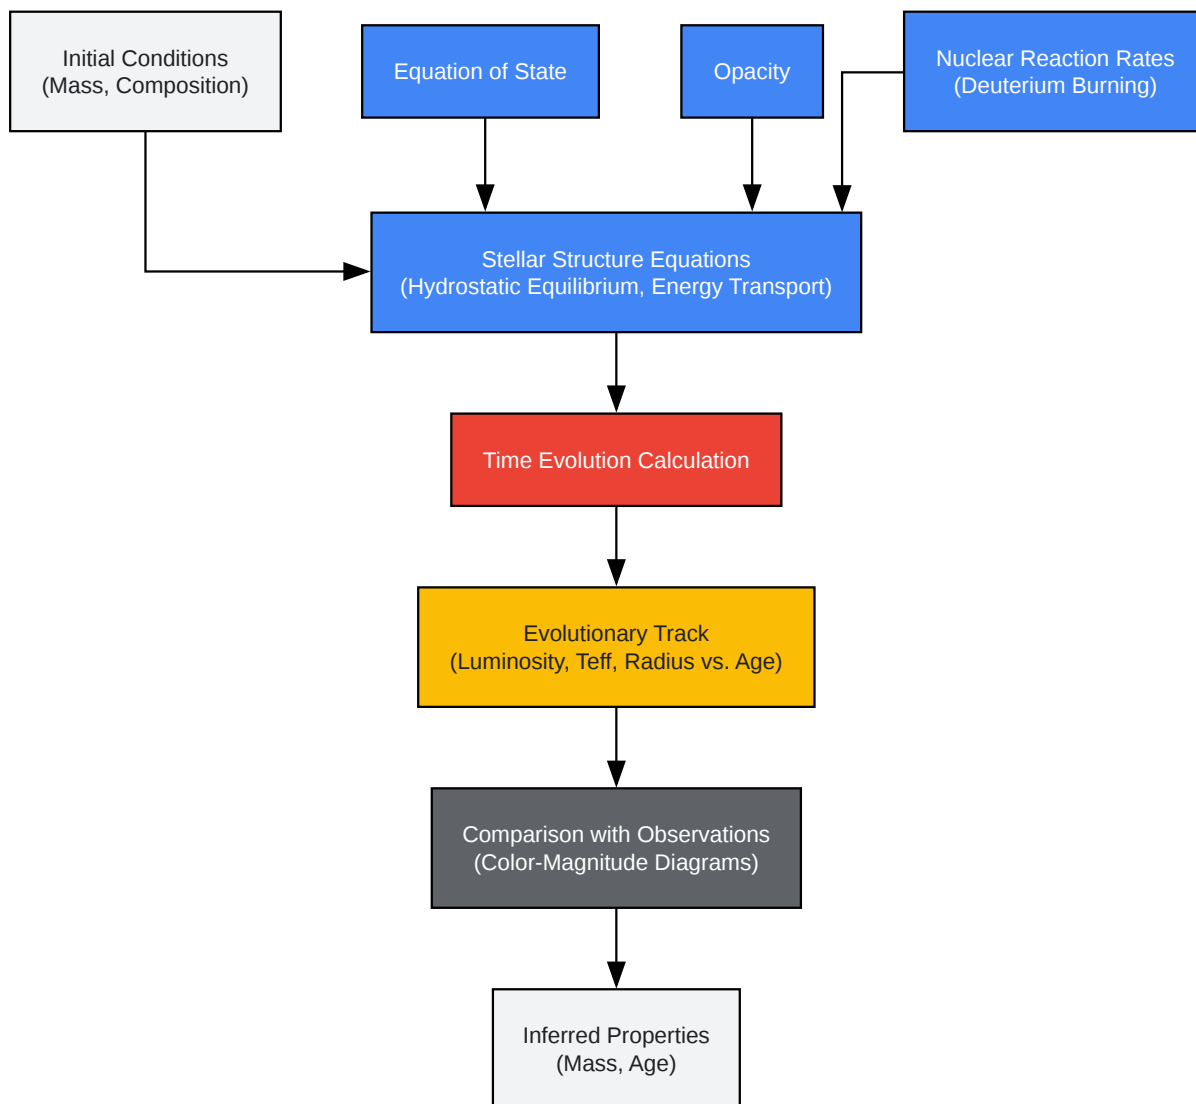 Initial Conditions
(Mass, Composition)
Equation of State
Opacity
Nuclear Reaction Rates
(Deuterium Burning)
Stellar Structure Equations
(Hydrostatic Equilibrium, Energy Transport)
Time Evolution Calculation
Evolutionary Track
(Luminosity, Teff, Radius vs. Age)
Comparison with Observations
(Color-Magnitude Diagrams)
Inferred Properties
(Mass, Age)